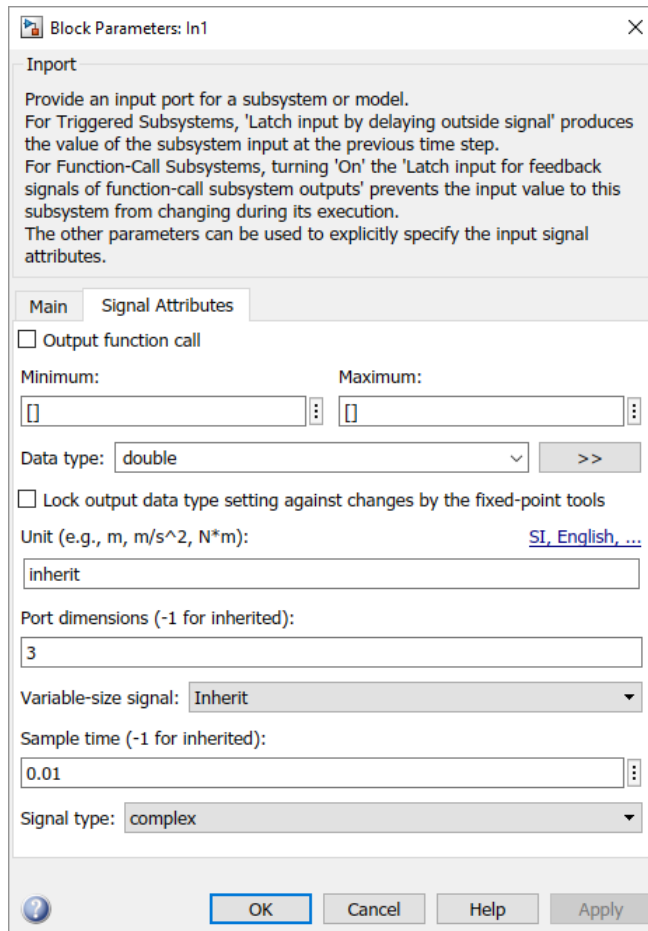 Block Parameters: In1
Inport
Provide an input port for a subsystem or model.
For Triggered Subsystems, 'Latch input by delaying outside signal' produces
the value of the subsystem input at the previous time step.
For Function-Call Subsystems, turning 'On' the 'Latch input for feedback
signals of function-call subsystem outputs' prevents the input value to this
subsystem from changing during its execution.
The other parameters can be used to explicitly specify the input signal
attributes.
Main Signal Attributes
Output function call
Minimum: Maximum:
[] []
Data type: double >>
Lock output data type setting against changes by the fixed-point tools
Unit (e.g., m, m/s^2, N*m): SI, English, ...
inherit
Port dimensions (-1 for inherited):
3
Variable-size signal: Inherit
Sample time (-1 for inherited):
0.01
Signal type: complex
? OK Cancel Help Apply